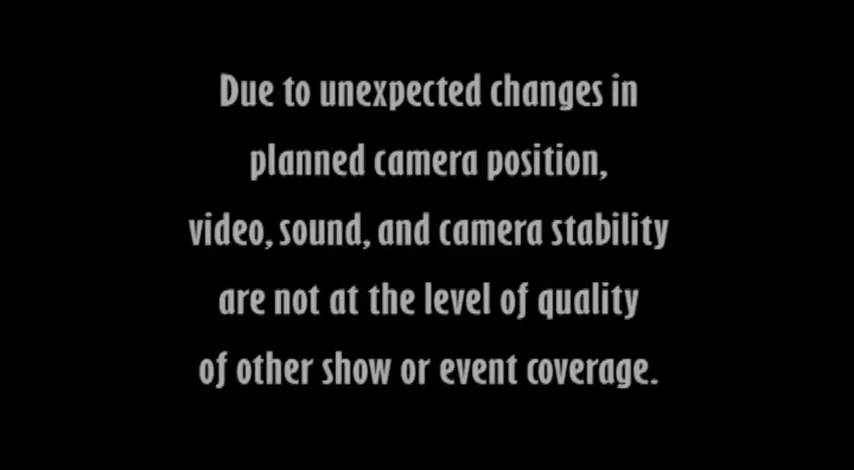 Due to unexpected changes in
planned camera position,
video, sound, and camera stability
are not at the level of quality
of other show or event coverage.